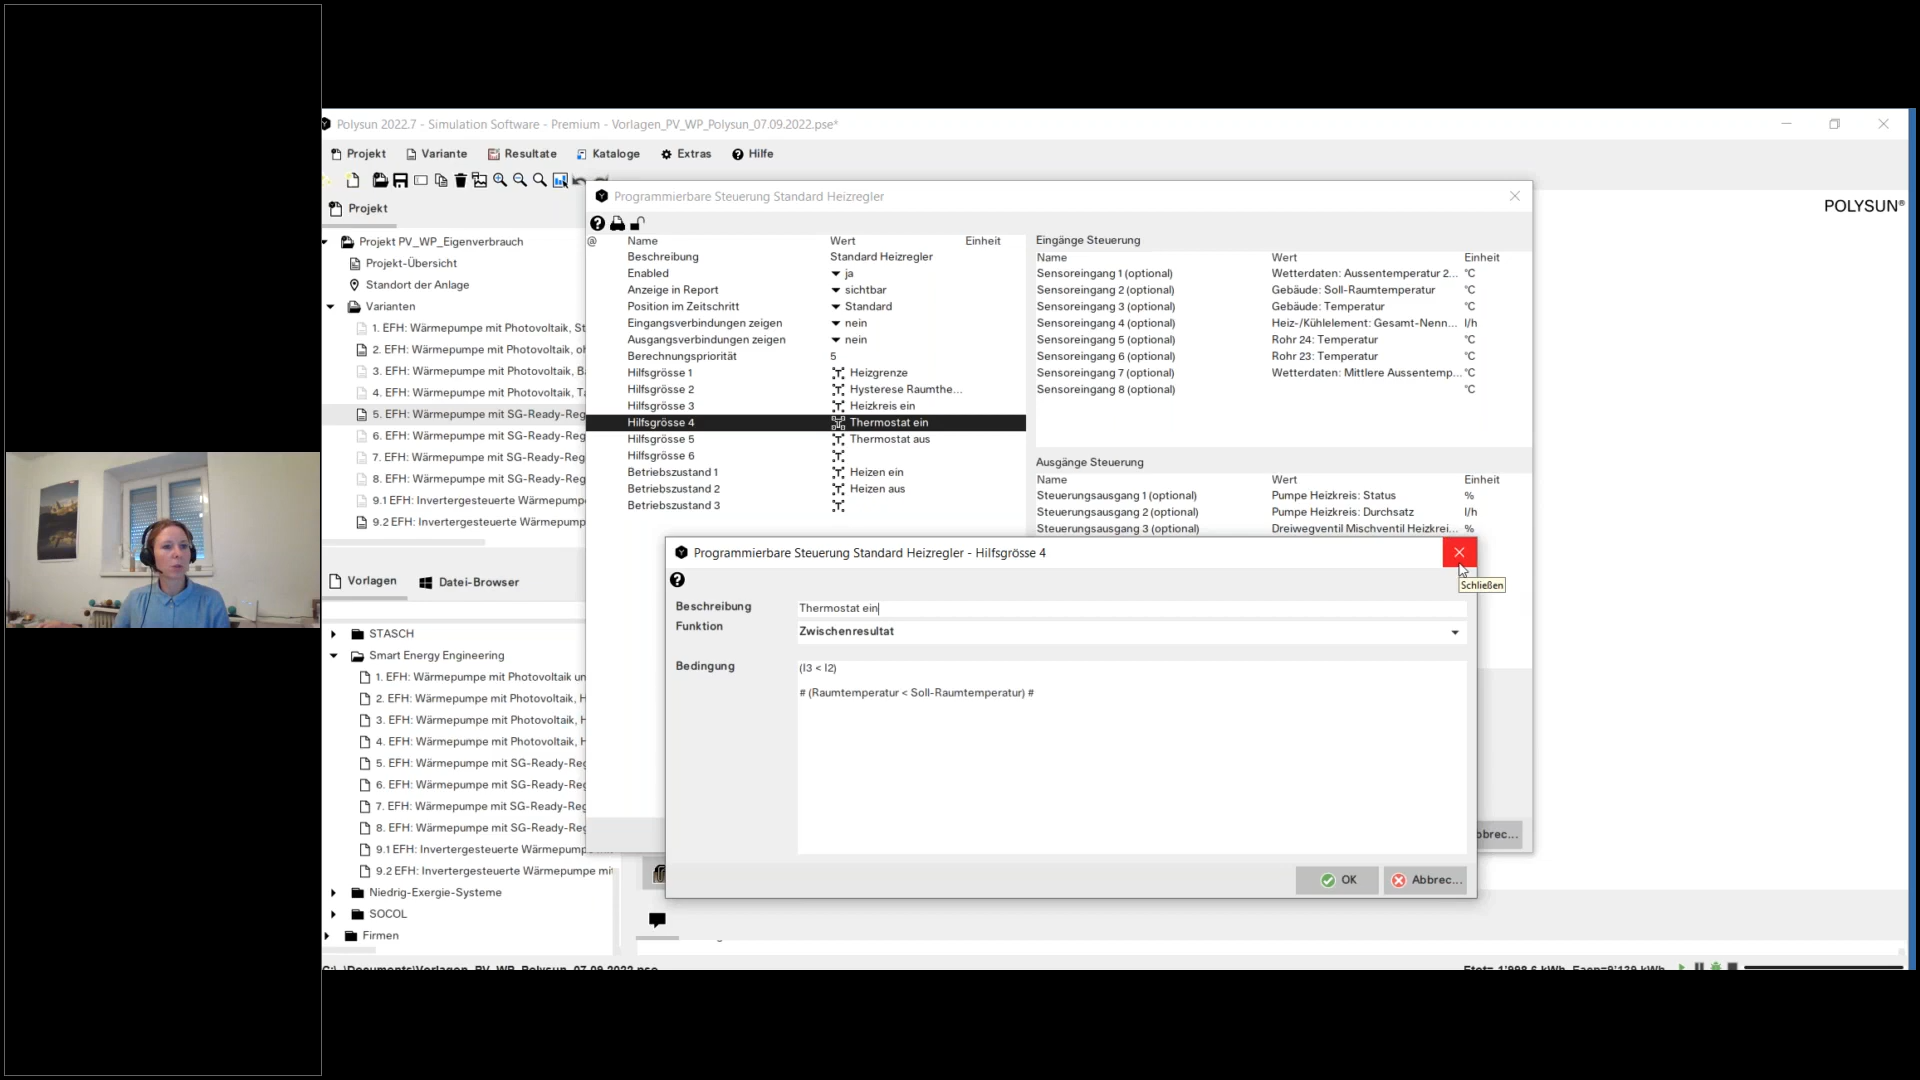 Polysun 2022.7 - Simulation Software - Premium - Vorlagen_PV_WP_Polysun_07.09.2022.pse*
Projekt Variante Resultate Kataloge Extras Hilfe
POLYSUN®
Projekt
Projekt PV_WP_Eigenverbrauch
Projekt-Übersicht
Standort der Anlage
Varianten
1. EFH: Wärmepumpe mit Photovoltaik, St
2. EFH: Wärmepumpe mit Photovoltaik, oh
3. EFH: Wärmepumpe mit Photovoltaik, B
4. EFH: Wärmepumpe mit Photovoltaik, Ta
5. EFH: Wärmepumpe mit SG-Ready-Reg
6. EFH: Wärmepumpe mit SG-Ready-Reg
7. EFH: Wärmepumpe mit SG-Ready-Reg
8. EFH: Wärmepumpe mit SG-Ready-Reg
9.1 EFH: Invertergesteuerte Wärmepump
9.2 EFH: Invertergesteuerte Wärmepump
Vorlagen Datei-Browser
STASCH
Smart Energy Engineering
1. EFH: Wärmepumpe mit Photovoltaik un
2. EFH: Wärmepumpe mit Photovoltaik, H
3. EFH: Wärmepumpe mit Photovoltaik, H
4. EFH: Wärmepumpe mit Photovoltaik, H
5. EFH: Wärmepumpe mit SG-Ready-Reg
6. EFH: Wärmepumpe mit SG-Ready-Reg
7. EFH: Wärmepumpe mit SG-Ready-Reg
8. EFH: Wärmepumpe mit SG-Ready-Reg
9.1 EFH: Invertergesteuerte Wärmepump
9.2 EFH: Invertergesteuerte Wärmepumpe mit
Niedrig-Exergie-Systeme
SOCOL
Firmen
Programmierbare Steuerung Standard Heizregler
@ Name Wert Einheit
Beschreibung Standard Heizregler
Enabled ja
Anzeige in Report sichtbar
Position im Zeitschritt Standard
Eingangsverbindungen zeigen nein
Ausgangsverbindungen zeigen nein
Berechnungspriorität 5
Hilfsgrösse 1 Heizgrenze
Hilfsgrösse 2 Hysterese Raumthe...
Hilfsgrösse 3 Heizkreis ein
Hilfsgrösse 4 Thermostat ein
Hilfsgrösse 5 Thermostat aus
Hilfsgrösse 6
Betriebszustand 1 Heizen ein
Betriebszustand 2 Heizen aus
Betriebszustand 3
Eingänge Steuerung
Name Wert Einheit
Sensoreingang 1 (optional) Wetterdaten: Aussentemperatur 2... °C
Sensoreingang 2 (optional) Gebäude: Soll-Raumtemperatur °C
Sensoreingang 3 (optional) Gebäude: Temperatur °C
Sensoreingang 4 (optional) Heiz-/Kühlelement: Gesamt-Nenn... l/h
Sensoreingang 5 (optional) Rohr 24: Temperatur °C
Sensoreingang 6 (optional) Rohr 23: Temperatur °C
Sensoreingang 7 (optional) Wetterdaten: Mittlere Aussentemp... °C
Sensoreingang 8 (optional) °C
Ausgänge Steuerung
Name Wert Einheit
Steuerungsausgang 1 (optional) Pumpe Heizkreis: Status %
Steuerungsausgang 2 (optional) Pumpe Heizkreis: Durchsatz l/h
Steuerungsausgang 3 (optional) Dreiwegventil Mischventil Heizkrei... %
bbrec...
Programmierbare Steuerung Standard Heizregler - Hilfsgrösse 4
Schließen
Beschreibung Thermostat ein
Funktion Zwischenresultat
Bedingung (I3 < I2)
# (Raumtemperatur < Soll-Raumtemperatur) #
OK Abbrec...